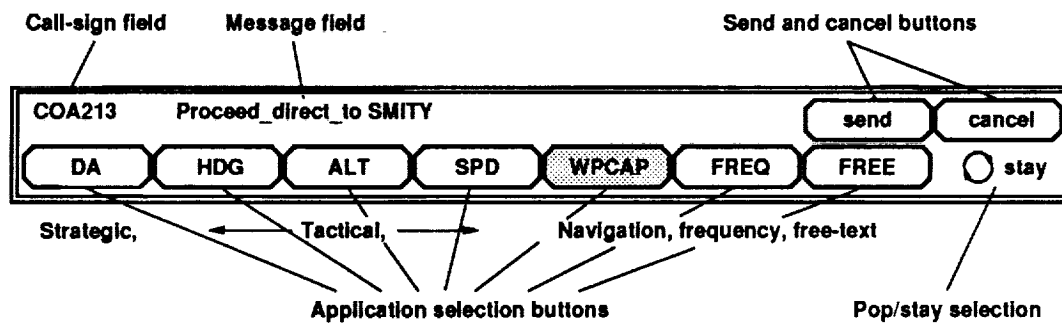 Call-sign field Message field Send and cancel buttons
COA213 Proceed_direct_to SMITY send cancel
DA HDG ALT SPD WPCAP FREQ FREE stay
Strategic, Tactical, Navigation, frequency, free-text
Application selection buttons Pop/stay selection